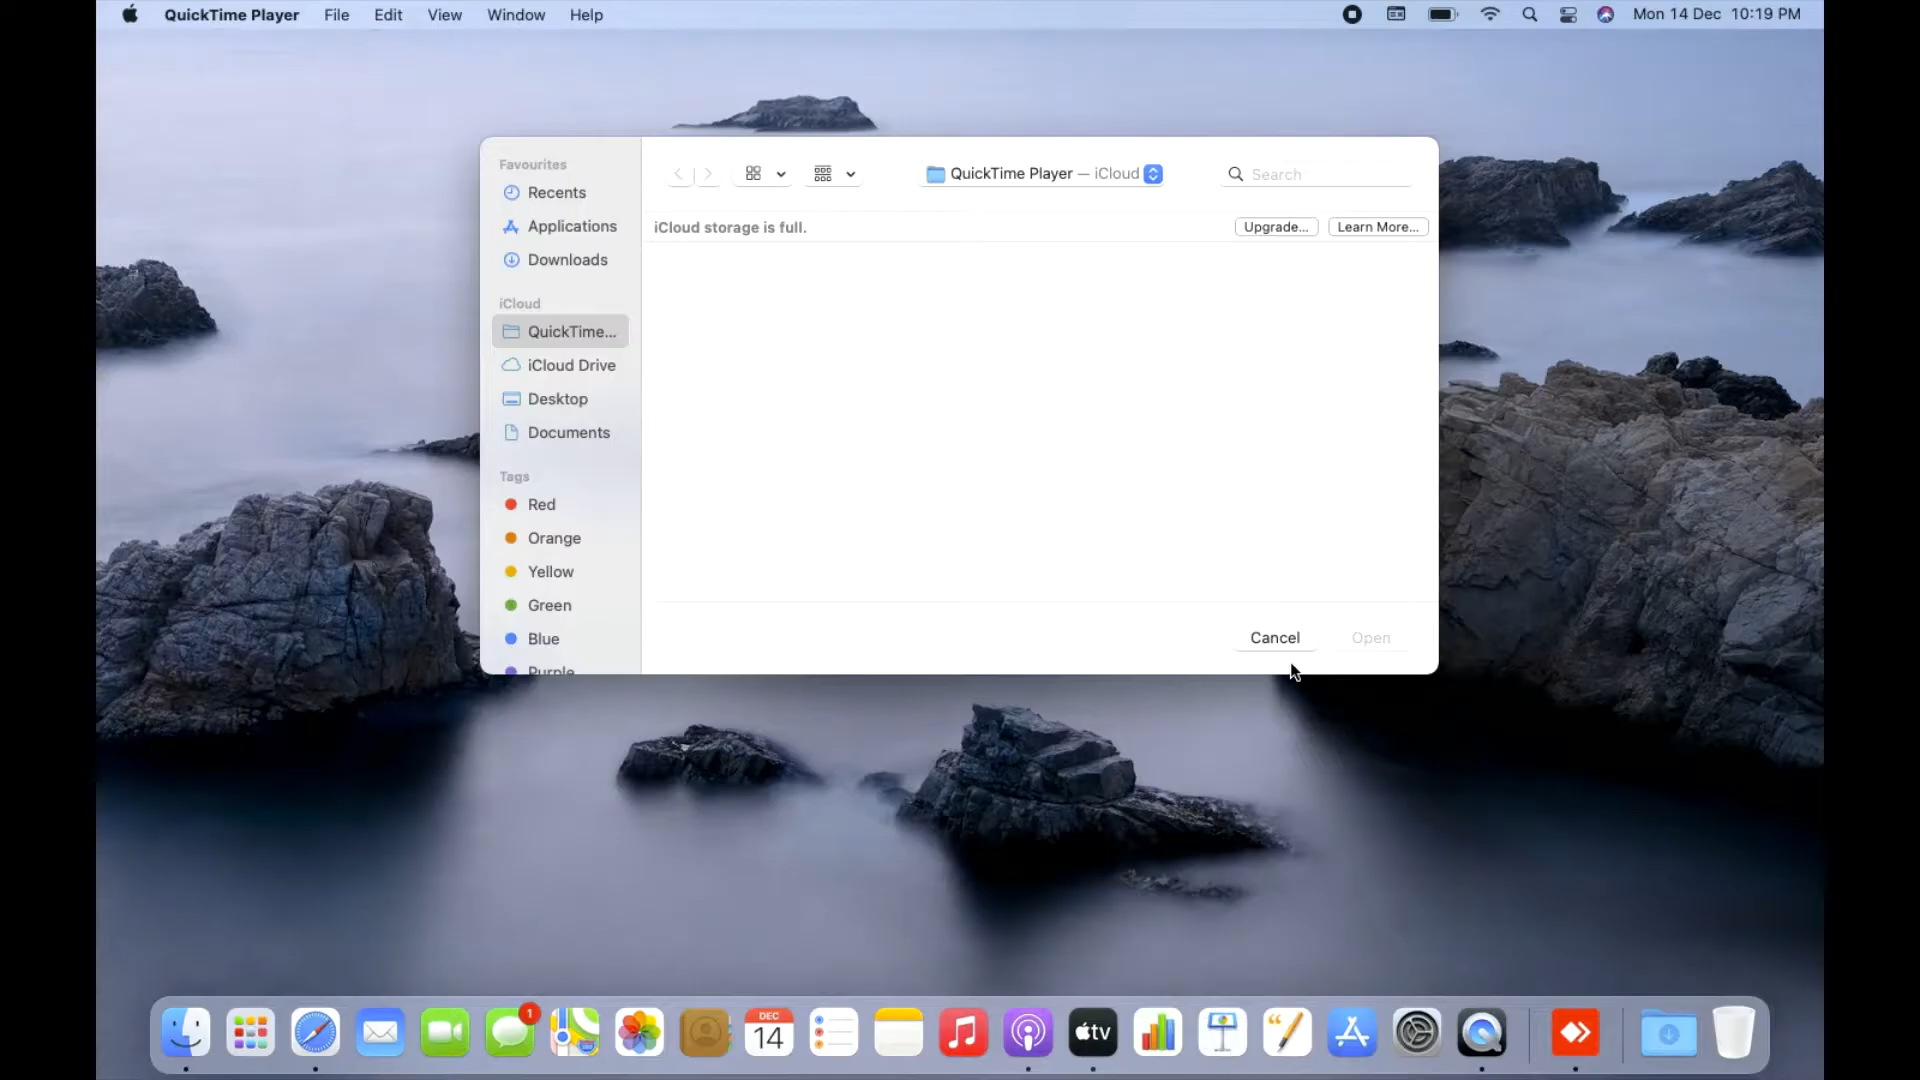 QuickTime Player File Edit View Window Help Mon 14 Dec 10:19 PM
Favourites
Recents
Applications
Downloads
iCloud
QuickTime...
iCloud Drive
Desktop
Documents
Tags
Red
Orange
Yellow
Green
Blue
Purple
QuickTime Player — iCloud
Search
iCloud storage is full.
Upgrade...
Learn More...
Cancel
Open
1
DEC
14
tv